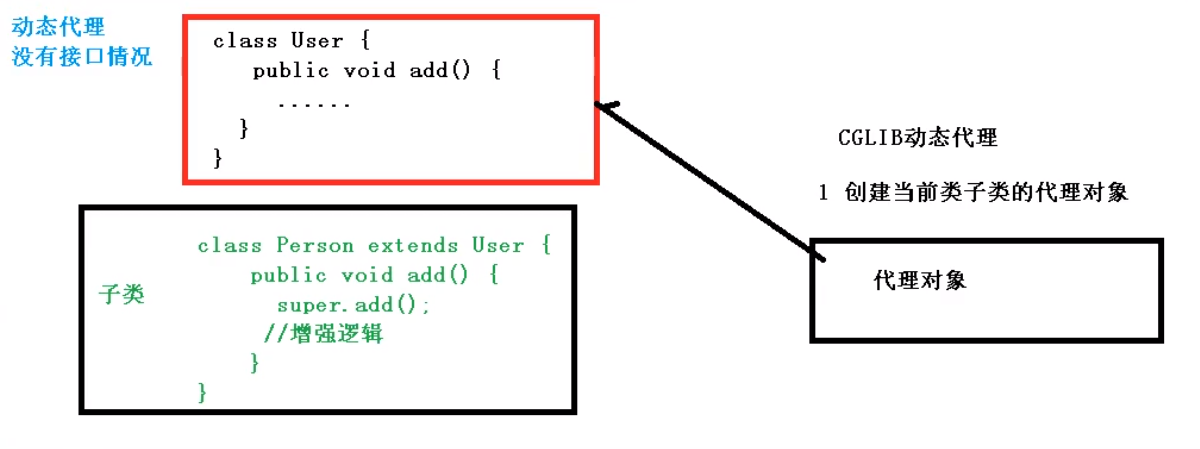 动态代理
没有接口情况
class User {
public void add() {
......
}
}
子类
class Person extends User {
public void add() {
super.add();
//增强逻辑
}
}
CGLIB动态代理
1 创建当前类子类的代理对象
代理对象